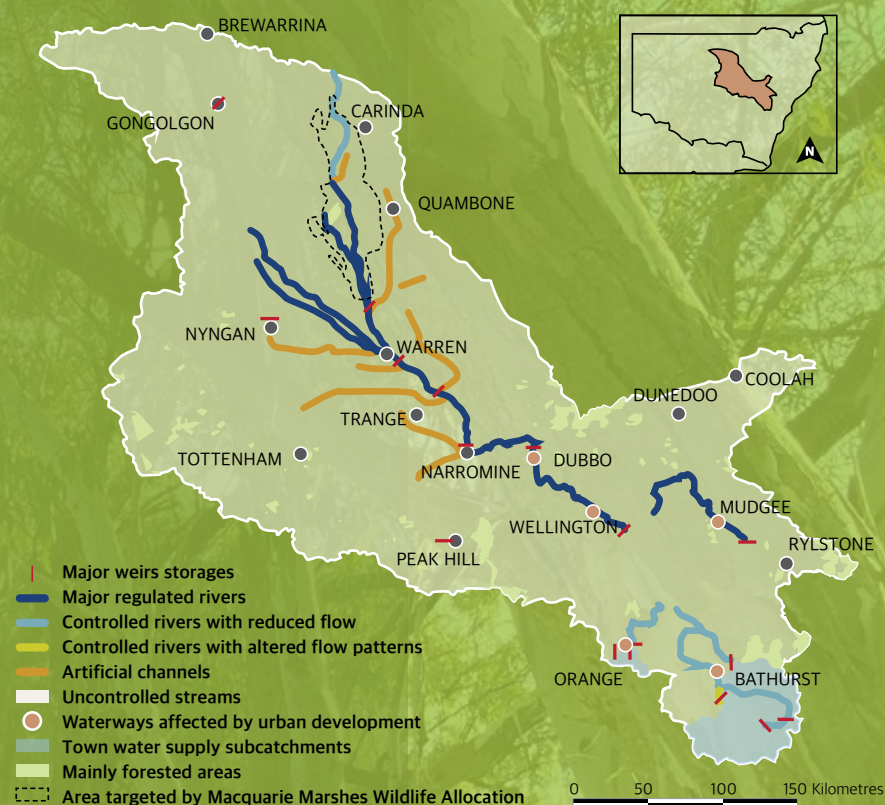 BREWARRINA
GONGOLGON
CARINDA
N
QUAMBONE
NYNGAN
WARREN
COOLAH
DUNEDOO
TRANGE
TOTTENHAM
NARROMINE
DUBBO
WELLINGTON
MUDGEE
PEAK HILL
RYLSTONE
ORANGE
BATHURST
Major weirs storages
Major regulated rivers
Controlled rivers with reduced flow
Controlled rivers with altered flow patterns
Artificial channels
Uncontrolled streams
Waterways affected by urban development
Town water supply subcatchments
Mainly forested areas
Area targeted by Macquarie Marshes Wildlife Allocation
0 50 100 150 Kilometres